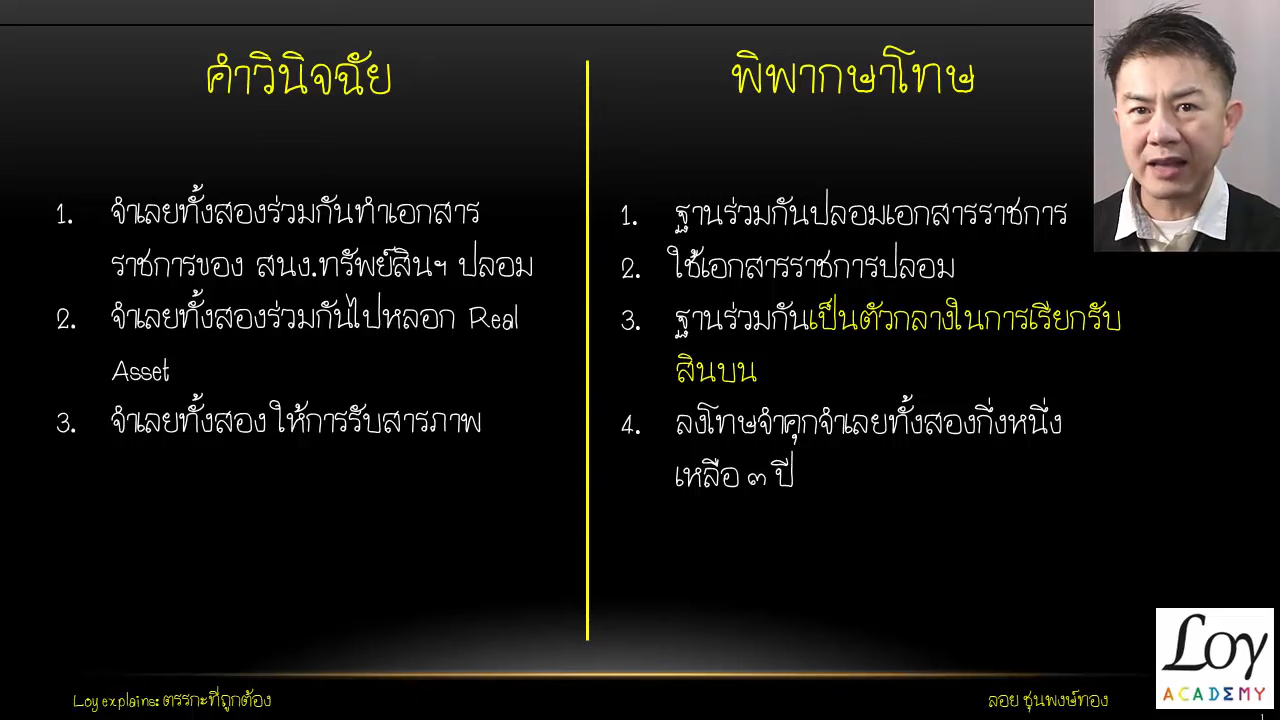 คำวินิจฉัย
1. จำเลยทั้งสองร่วมกันทำเอกสาร
ราชการของ สนง.ทรัพย์สินฯ ปลอม
2. จำเลยทั้งสองร่วมกันไปหลอก Real
Asset
3. จำเลยทั้งสอง ให้การรับสารภาพ
พิพากษาโทษ
1. ฐานร่วมกันปลอมเอกสารราชการ
2. ใช้เอกสารราชการปลอม
3. ฐานร่วมกันเป็นตัวกลางในการเรียกรับ
สินบน
4. ลงโทษจำคุกจำเลยทั้งสองกึ่งหนึ่ง
เหลือ ๓ ปี
Loy explains: ตรรกะที่ถูกต้อง
ลอย ชุนพงษ์ทอง
Loy
ACADEMY